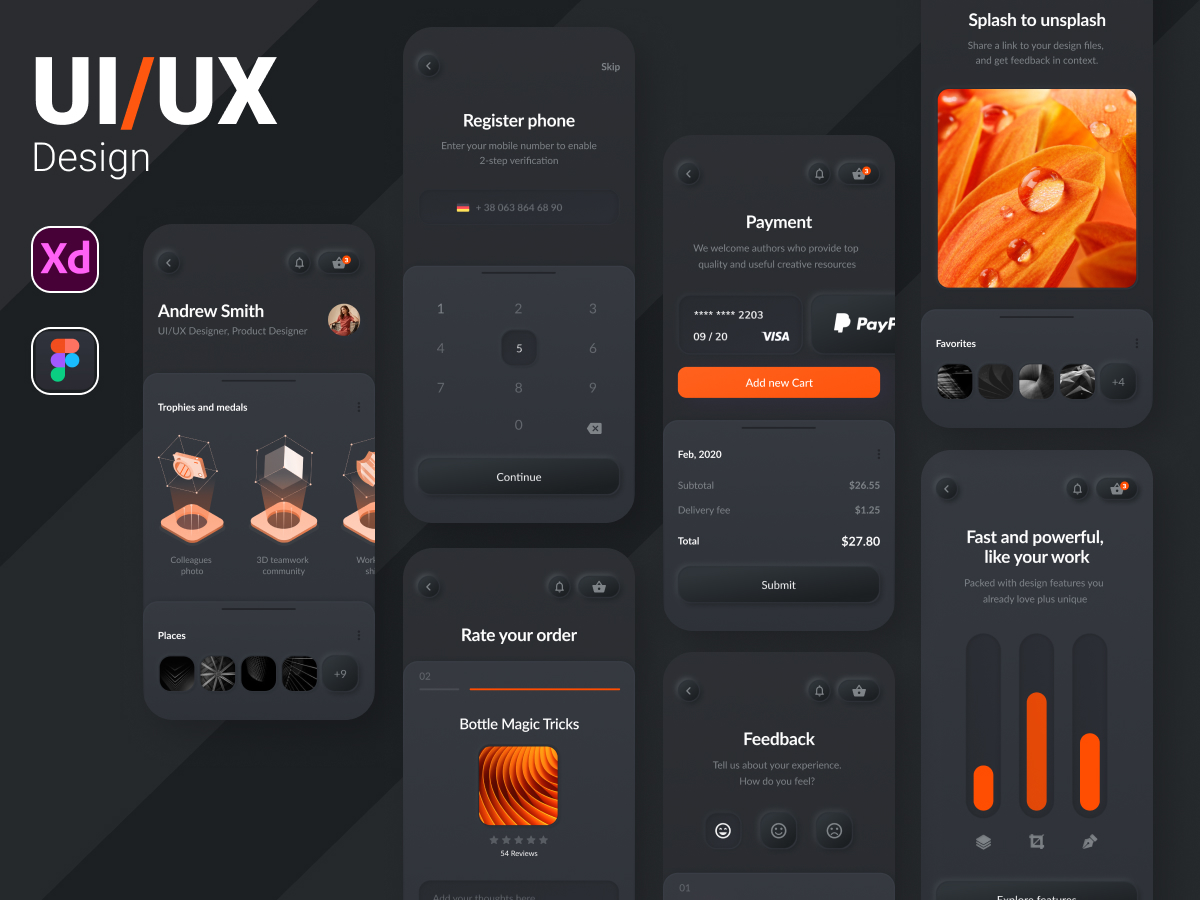 UI/UX
Design
Xd
Andrew Smith
UI/UX Designer, Product Designer
3
Trophies and medals
Colleagues
photo
3D teamwork
community
Places
+9
Skip
Register phone
Enter your mobile number to enable
2-step verification
+ 38 063 864 68 90
1 2 3
4 5 6
7 8 9
0
Continue
Rate your order
02
Bottle Magic Tricks
54 Reviews
Add your thoughts here
3
Payment
We welcome authors who provide top
quality and useful creative resources
**** **** 2203
09 / 20 VISA
PayP
Add new Cart
Feb, 2020
Subtotal $26.55
Delivery fee $1.25
Total $27.80
Submit
Feedback
Tell us about your experience.
How do you feel?
01
Splash to unsplash
Share a link to your design files,
and get feedback in context.
Favorites
+4
3
Fast and powerful,
like your work
Packed with design features you
already love plus unique
Explore features